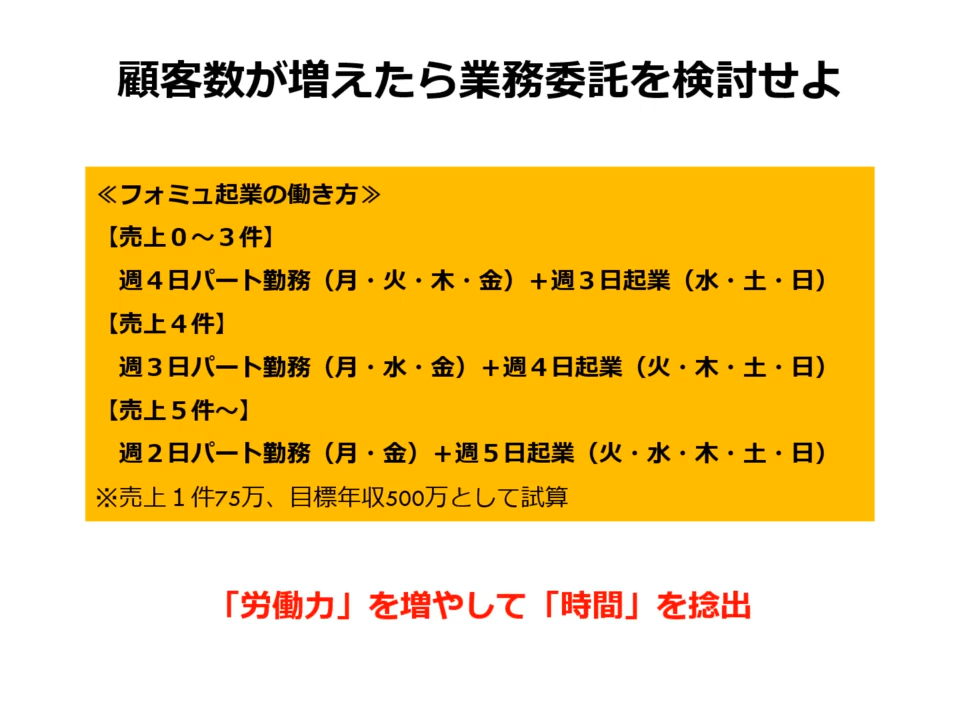 顧客数が増えたら業務委託を検討せよ
≪フォミュ起業の働き方≫
【売上０～３件】
週４日パート勤務（月・火・木・金）＋週３日起業（水・土・日）
【売上４件】
週３日パート勤務（月・水・金）＋週４日起業（火・木・土・日）
【売上５件～】
週２日パート勤務（月・金）＋週５日起業（火・水・木・土・日）
※売上１件75万、目標年収500万として試算
「労働力」を増やして「時間」を捻出